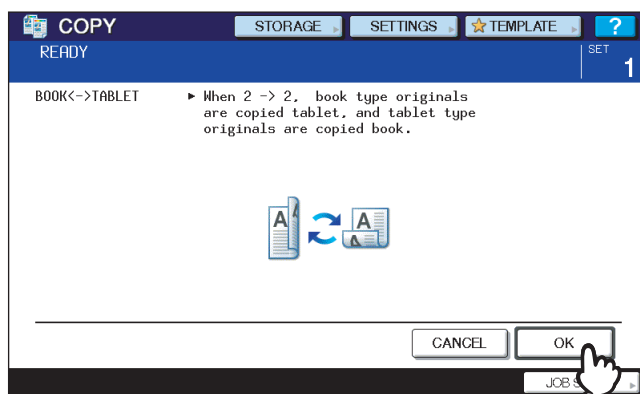 COPY STORAGE SETTINGS TEMPLATE ?
READY SET
1
BOOK<->TABLET ► When 2 -> 2, book type originals
are copied tablet, and tablet type
originals are copied book.
A A
A A
CANCEL OK
JOB